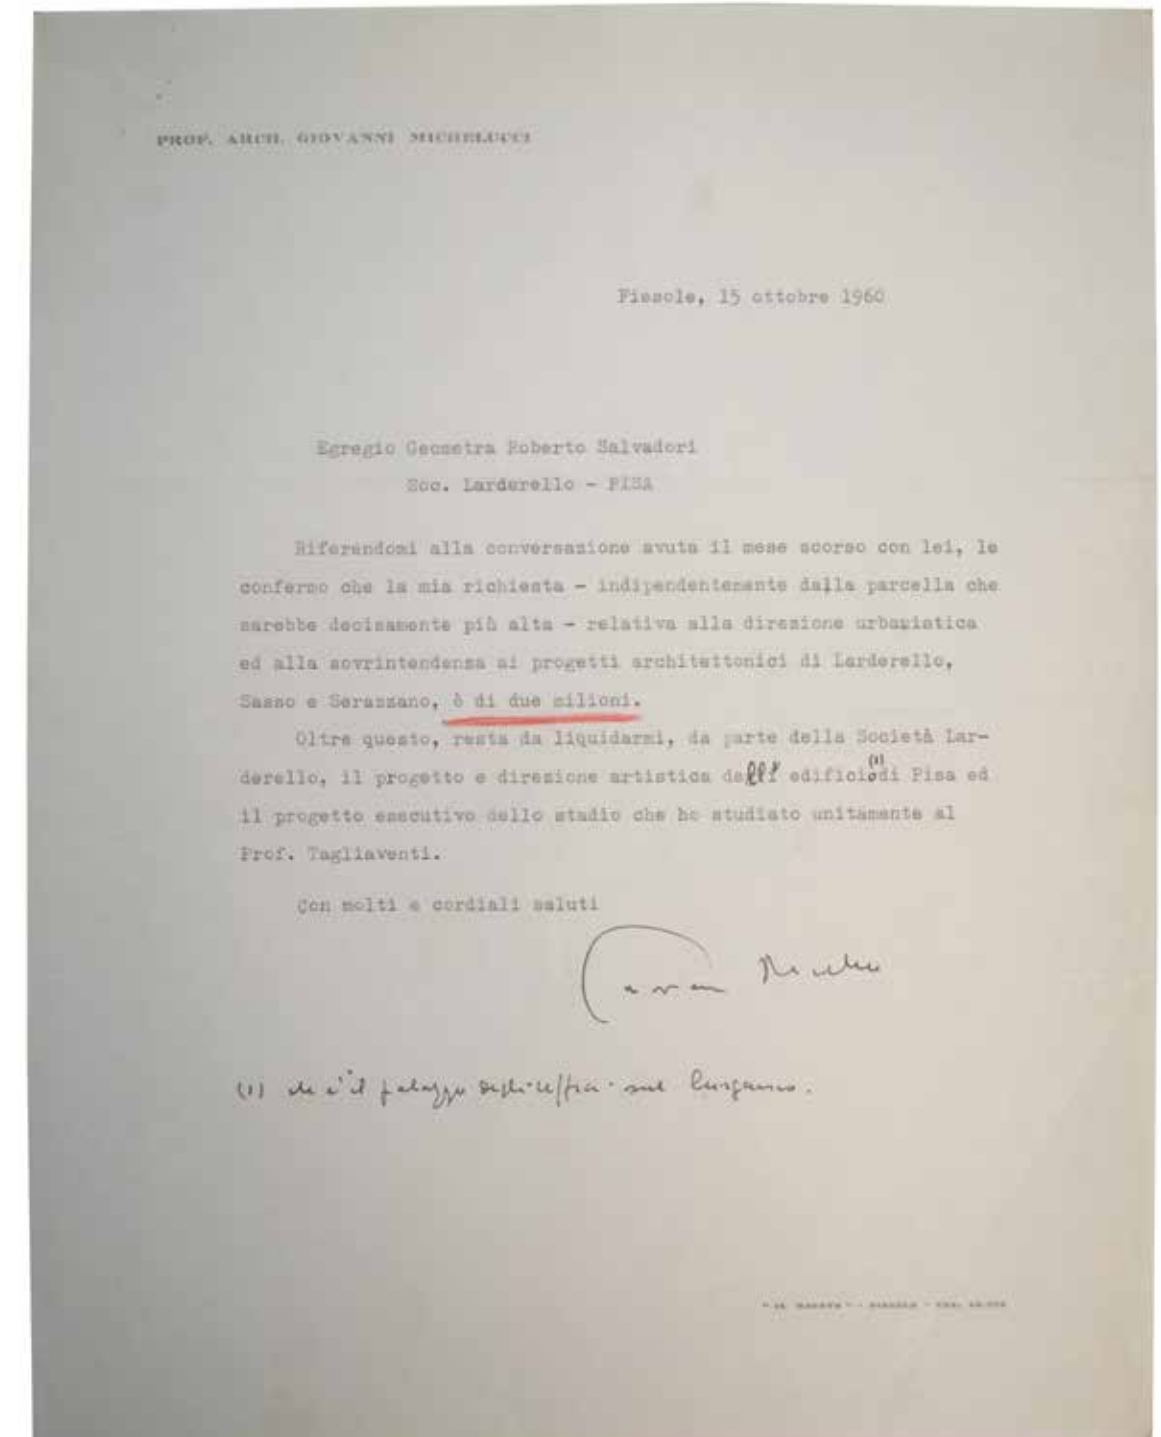 PROF. ARCH. GIOVANNI MICHELUCCI
Fiesole, 15 ottobre 1960
Egregio Geometra Roberto Salvadori
Soc. Larderello - PISA
Riferendomi alla conversazione avuta il mese scorso con lei, le
confermo che la mia richiesta - indipendentemente dalla parcella che
sarebbe decisamente più alta - relativa alla direzione urbanistica
ed alla sovrintendenza ai progetti architettonici di Larderello,
Sasso e Serazzano, è di due milioni.
Oltre questo, resta da liquidarmi, da parte della Società Lar-
derello, il progetto e direzione artistica dell' edificio (1) di Pisa ed
il progetto esecutivo dello stadio che ho studiato unitamente al
Prof. Tagliaventi.
Con molti e cordiali saluti
(1) che è il palazzo degli uffici sul lungarno.
FIESOLE